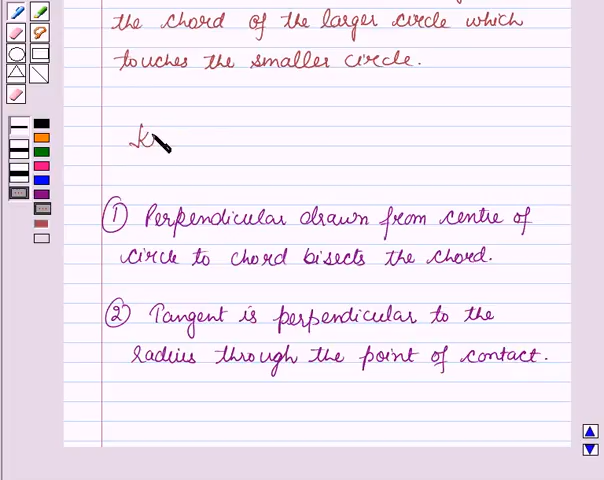 the chord of the larger circle which
touches the smaller circle.
K
① Perpendicular drawn from centre of
circle to chord bisects the chord.
② Tangent is perpendicular to the
radius through the point of contact.